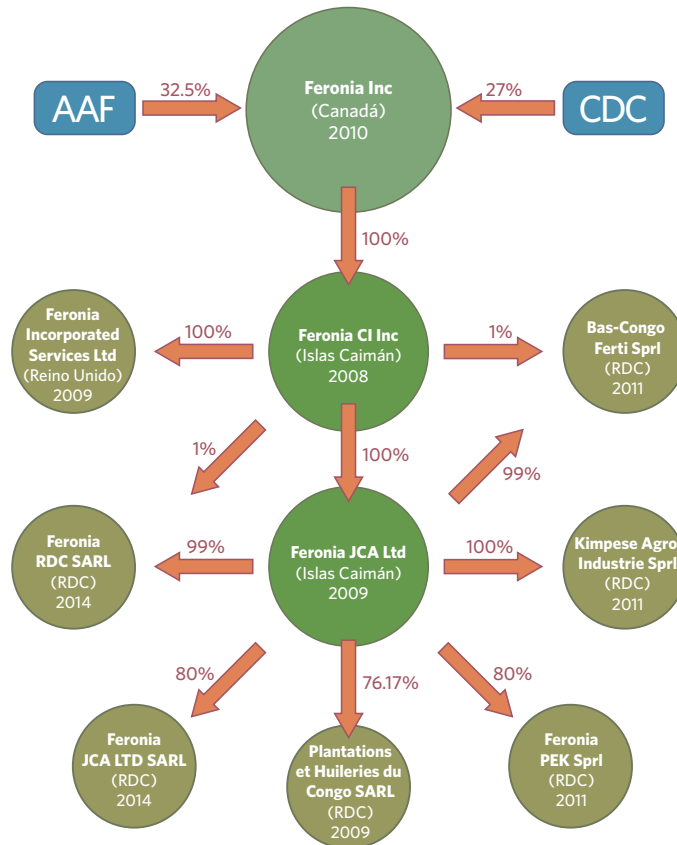 AAF
32.5%
Feronia Inc
(Canadá)
2010
27%
CDC
100%
Feronia
Incorporated
Services Ltd
(Reino Unido)
2009
100%
Feronia CI Inc
(Islas Caimán)
2008
1%
Bas-Congo
Ferti Sprl
(RDC)
2011
1%
100%
99%
Feronia
RDC SARL
(RDC)
2014
99%
Feronia JCA Ltd
(Islas Caimán)
2009
100%
Kimpese Agro
Industrie Sprl
(RDC)
2011
80%
76.17%
80%
Feronia
JCA LTD SARL
(RDC)
2014
Plantations
et Huileries du
Congo SARL
(RDC)
2009
Feronia
PEK Sprl
(RDC)
2011